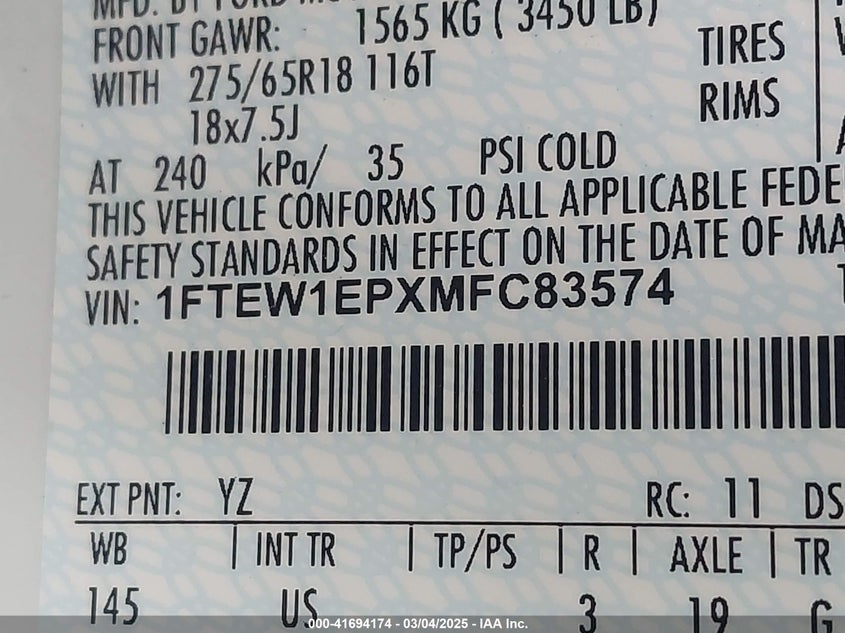 MFD. BY FORD
FRONT GAWR: 1565 KG ( 3450 LB)
WITH 275/65R18 116T TIRES
18x7.5J RIMS
AT 240 kPa/ 35 PSI COLD
THIS VEHICLE CONFORMS TO ALL APPLICABLE FEDE
SAFETY STANDARDS IN EFFECT ON THE DATE OF MA
VIN: 1FTEW1EPXMFC83574
EXT PNT: YZ RC: 11 DS
WB INT TR TP/PS R AXLE TR
145 US 3 19 G
000-41694174 - 03/04/2025 - IAA Inc.